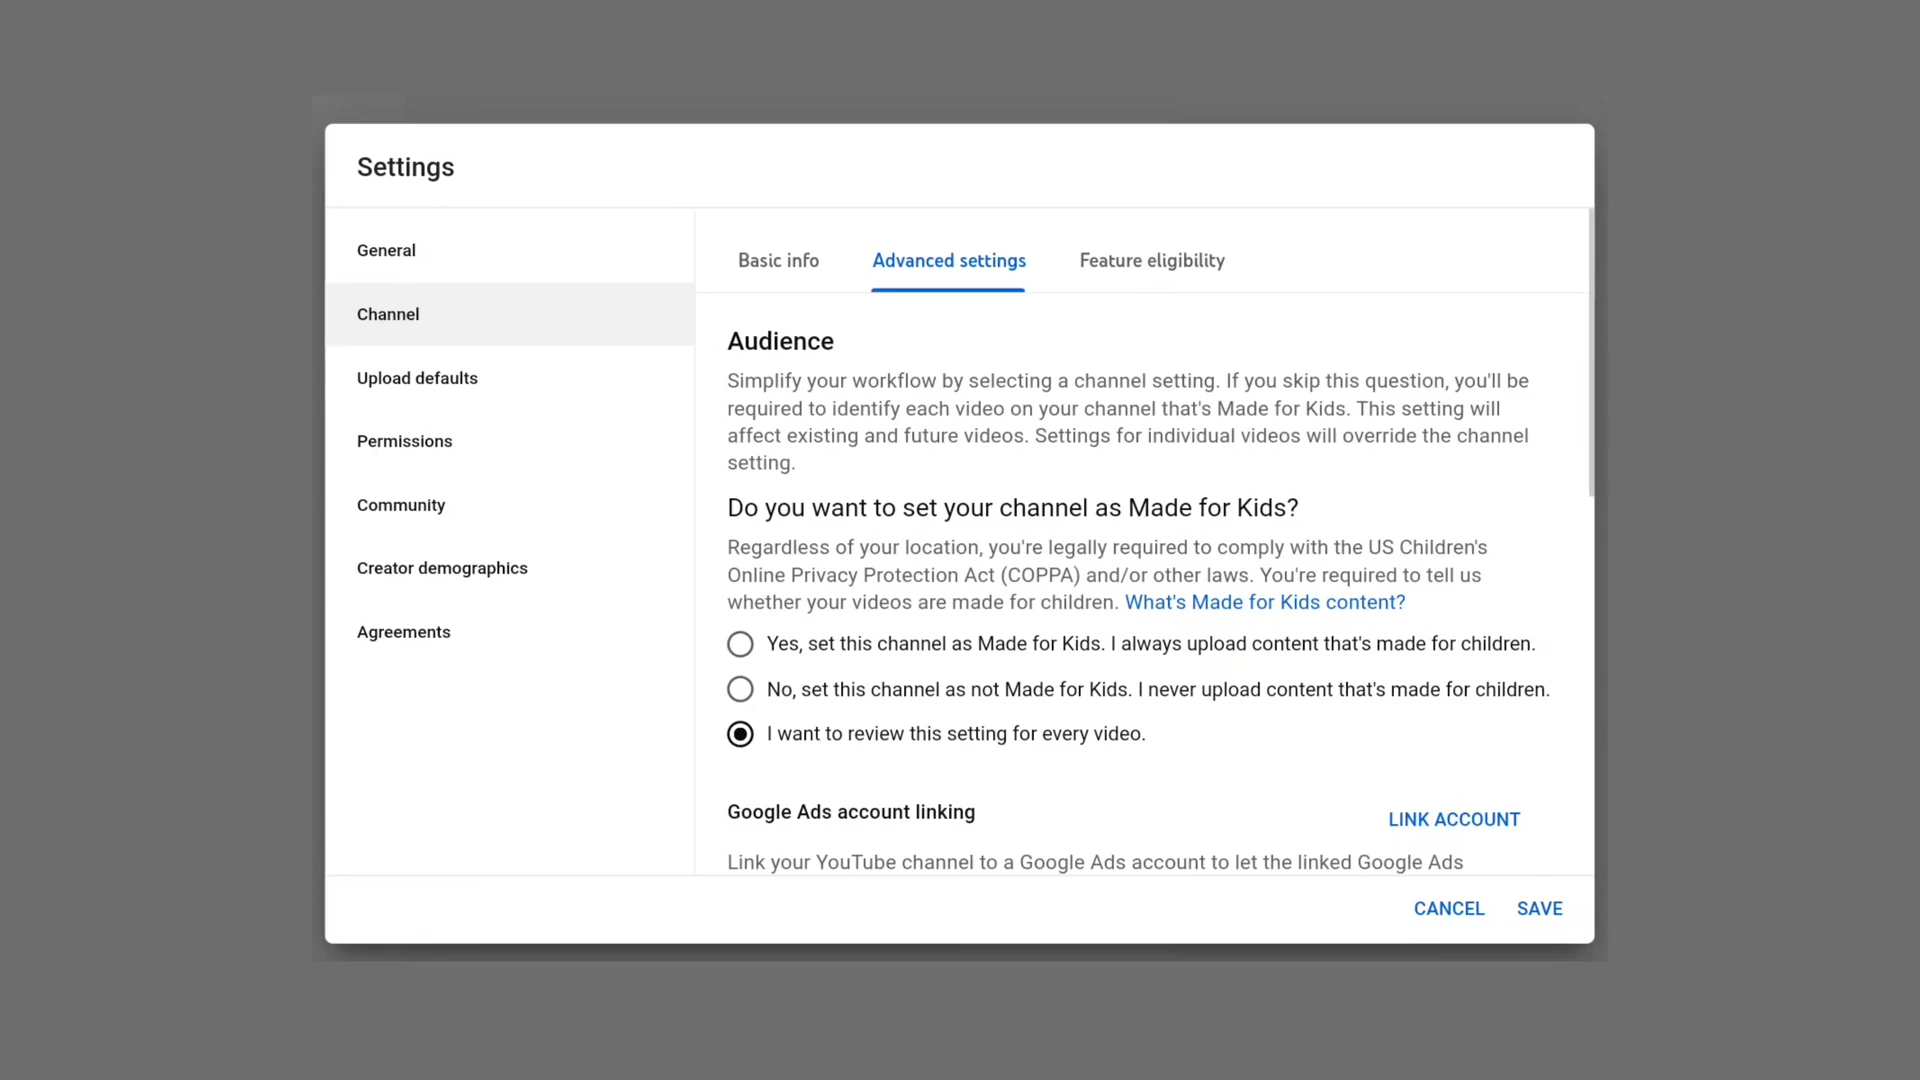 Settings
General
Channel
Upload defaults
Permissions
Community
Creator demographics
Agreements
Basic info
Advanced settings
Feature eligibility
Audience
Simplify your workflow by selecting a channel setting. If you skip this question, you'll be
required to identify each video on your channel that's Made for Kids. This setting will
affect existing and future videos. Settings for individual videos will override the channel
setting.
Do you want to set your channel as Made for Kids?
Regardless of your location, you're legally required to comply with the US Children's
Online Privacy Protection Act (COPPA) and/or other laws. You're required to tell us
whether your videos are made for children. What's Made for Kids content?
Yes, set this channel as Made for Kids. I always upload content that's made for children.
No, set this channel as not Made for Kids. I never upload content that's made for children.
I want to review this setting for every video.
Google Ads account linking
LINK ACCOUNT
Link your YouTube channel to a Google Ads account to let the linked Google Ads
CANCEL
SAVE